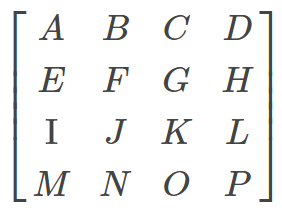 A B C D
E F G H
I J K L
M N O P